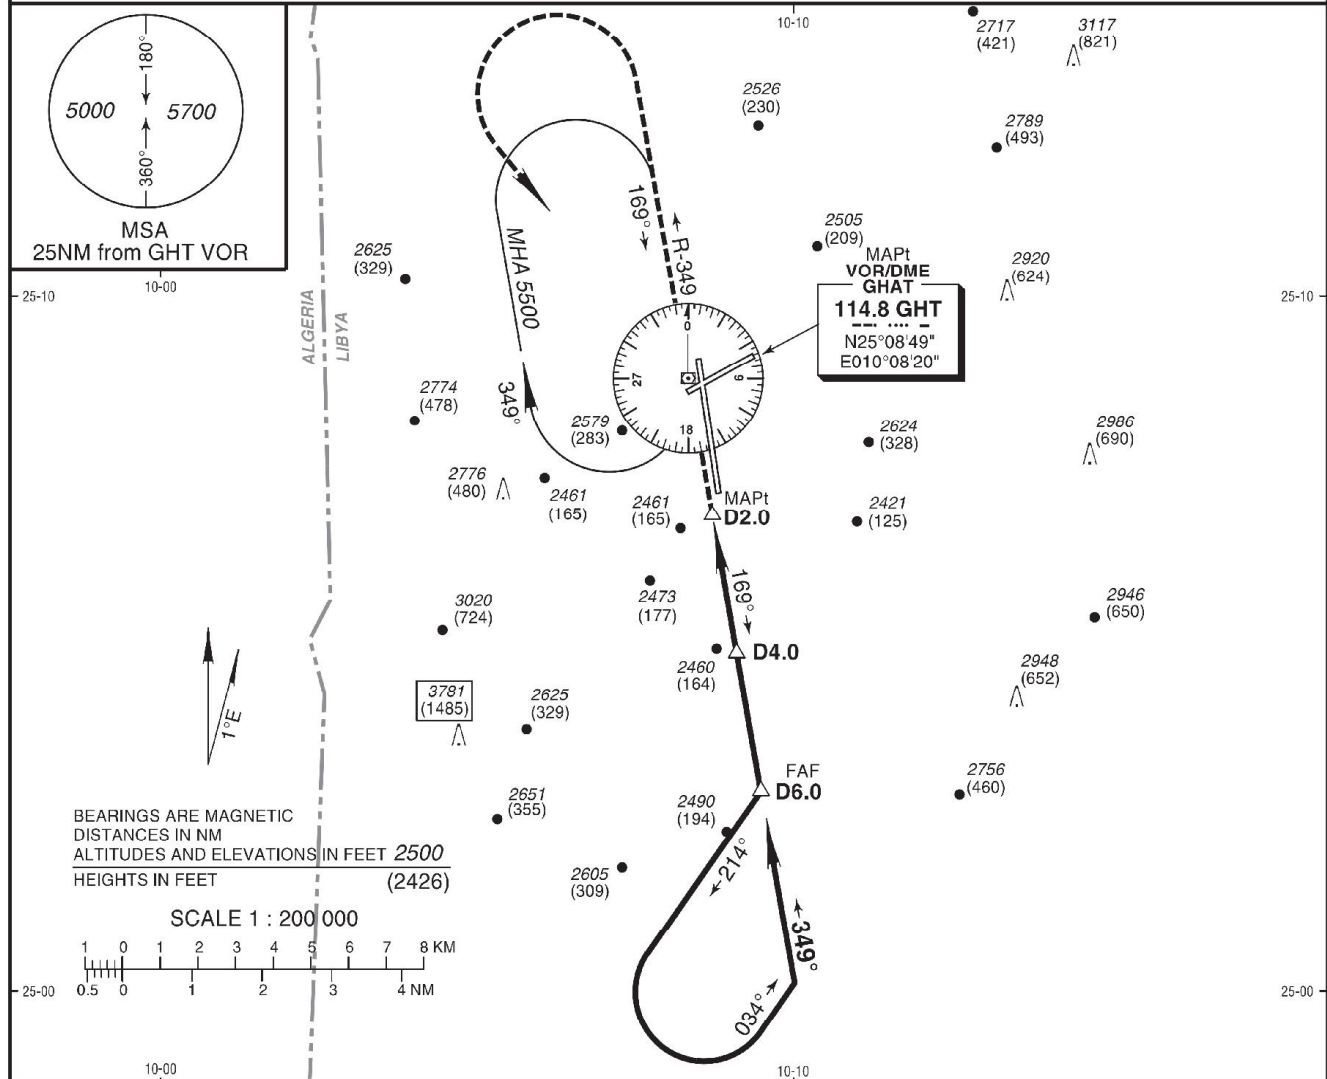 10-10
180°
5000
5700
360°
MSA
25NM from GHT VOR
10-00
25-10
25-10
2717
(421)
3117
(821)
2526
(230)
2789
(493)
169°
R-349
MHA 5500
349°
2505
(209)
MAPt
VOR/DME
GHAT
114.8 GHT
N25°08'49"
E010°08'20"
2920
(624)
2625
(329)
ALGERIA
LIBYA
0
6
18
27
2774
(478)
2579
(283)
2624
(328)
2986
(690)
2776
(480)
2461
(165)
2461
(165)
MAPt
D2.0
2421
(125)
169°
2473
(177)
3020
(724)
2946
(650)
2460
(164)
D4.0
2948
(652)
3781
(1485)
2625
(329)
1°E
FAF
D6.0
2756
(460)
2651
(355)
2490
(194)
214°
2605
(309)
349°
034°
BEARINGS ARE MAGNETIC
DISTANCES IN NM
ALTITUDES AND ELEVATIONS IN FEET 2500
HEIGHTS IN FEET (2426)
SCALE 1 : 200 000
1 0 1 2 3 4 5 6 7 8 KM
0.5 0 1 2 3 4 NM
25-00
25-00
10-00
10-10